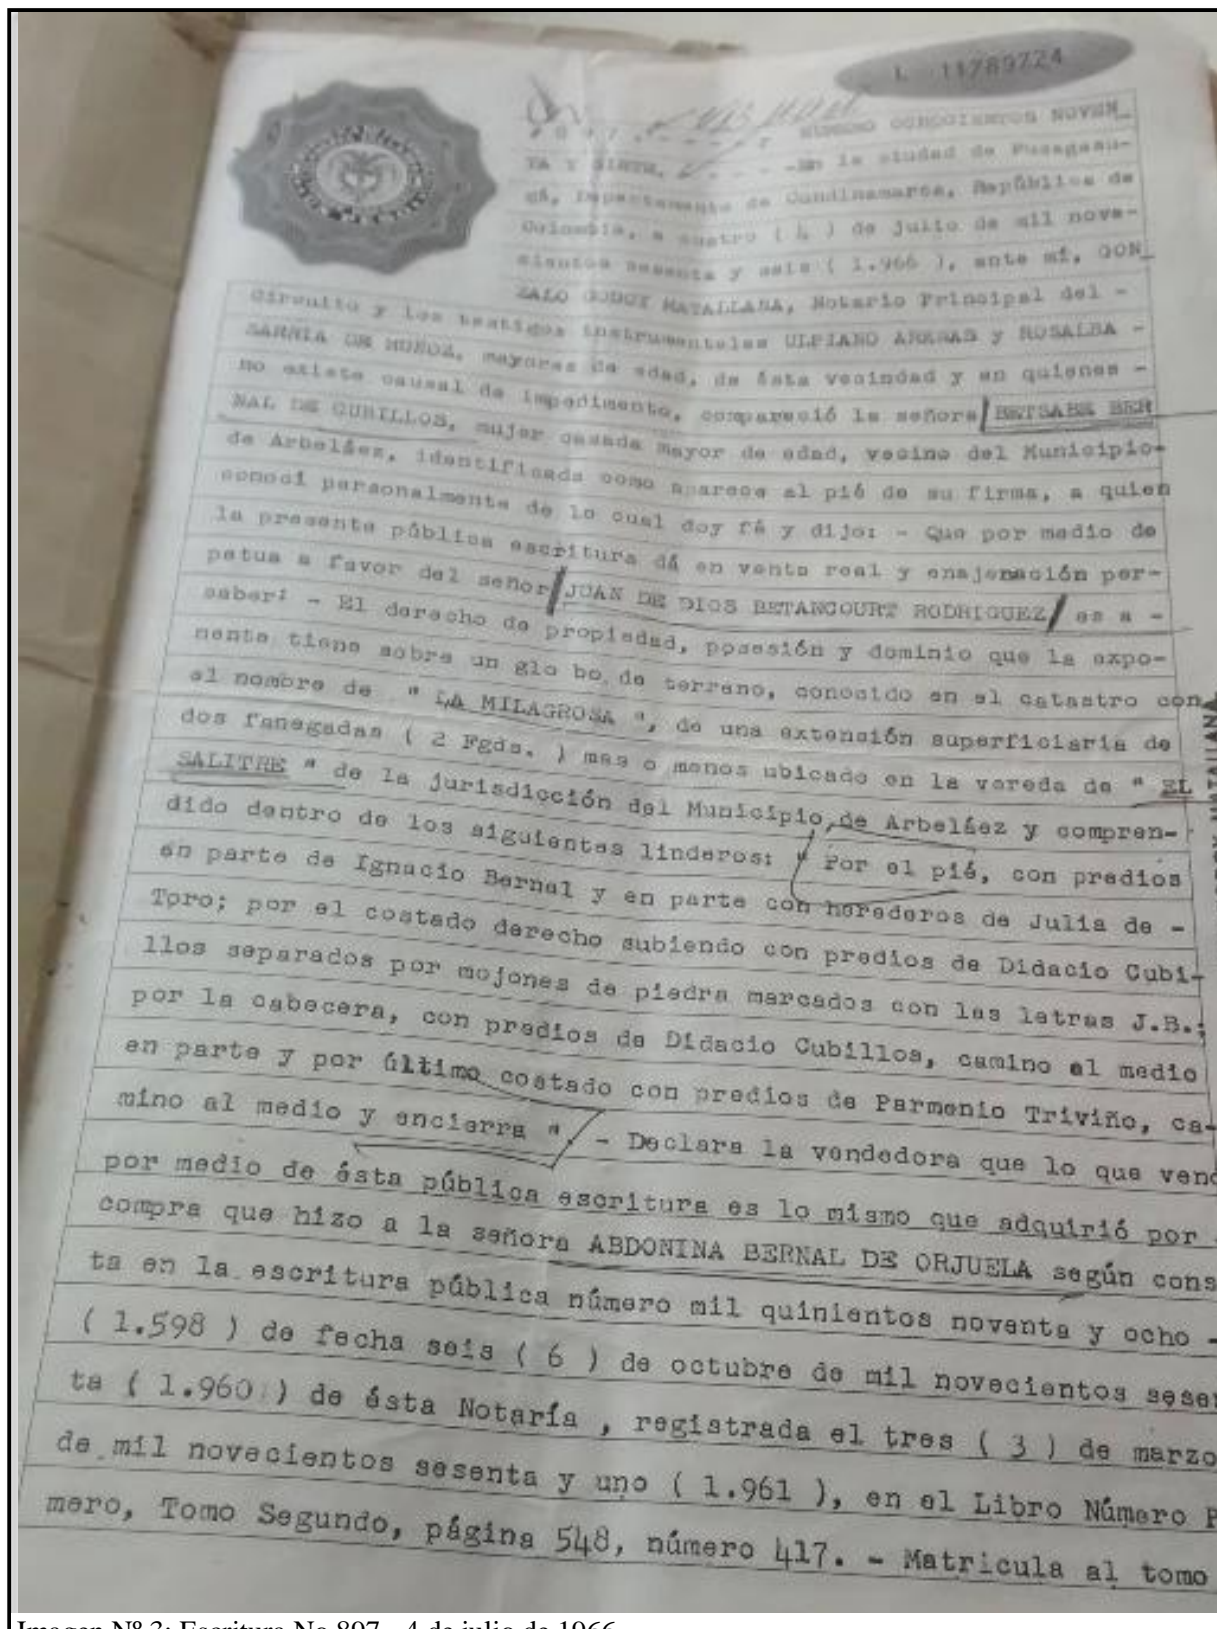 L 11789724
# 897.- - - - - NUMERO OCHOCIENTOS NOVEN_
TA Y SIETE. - - - -En la ciudad de Fusagasu-
gá, Departamento de Cundinamarca, República de
Colombia, a cuatro ( 4 ) de julio de mil nove-
cientos sesenta y seis ( 1.966 ), ante mí, GON_
ZALO GODOY MATALLANA, Notario Principal del -
Circuito y los testigos instrumentales ULPIANO ARENAS y ROSALBA -
SARRIA DE MUÑOZ, mayores de edad, de ésta vecindad y en quienes -
no existe causal de impedimento, compareció la señora BETSABE BER
NAL DE CUBILLOS, mujer casada mayor de edad, vecino del Municipio-
de Arbeláez, identificada como aparece al pié de su firma, a quien
conocí personalmente de lo cual doy fé y dijo: - Que por medio de
la presente pública escritura dá en venta real y enajenación per-
petua a favor del señor JUAN DE DIOS BETANCOURT RODRIGUEZ es a -
saber: - El derecho de propiedad, posesión y dominio que la expo-
nente tiene sobre un glo bo de terreno, conocido en el catastro con
el nombre de " LA MILAGROSA ", de una extensión superficiaria de
dos fanegadas ( 2 Fgds. ) mas o menos ubicado en la vereda de " EL
SALITRE " de la jurisdicción del Municipio de Arbeláez y compren-
dido dentro de los siguientes linderos: " Por el pié, con predios
en parte de Ignacio Bernal y en parte con herederos de Julia de -
Toro; por el costado derecho subiendo con predios de Didacio Cubi-
llos separados por mojones de piedra marcados con las letras J.B.;
por la cabecera, con predios de Didacio Cubillos, camino al medio
en parte y por último costado con predios de Parmenio Triviño, ca-
mino al medio y encierra ". - Declara la vendedora que lo que vend
por medio de ésta pública escritura es lo mismo que adquirió por
compra que hizo a la señora ABDONINA BERNAL DE ORJUELA según cons
ta en la escritura pública número mil quinientos noventa y ocho -
( 1.598 ) de fecha seis ( 6 ) de octubre de mil novecientos sesen
ta ( 1.960 ) de ésta Notaría , registrada el tres ( 3 ) de marzo
de mil novecientos sesenta y uno ( 1.961 ), en el Libro Número P
mero, Tomo Segundo, página 548, número 417. - Matricula al tomo
Imagen Nº 3: Escritura No 897 - 4 de julio de 1966